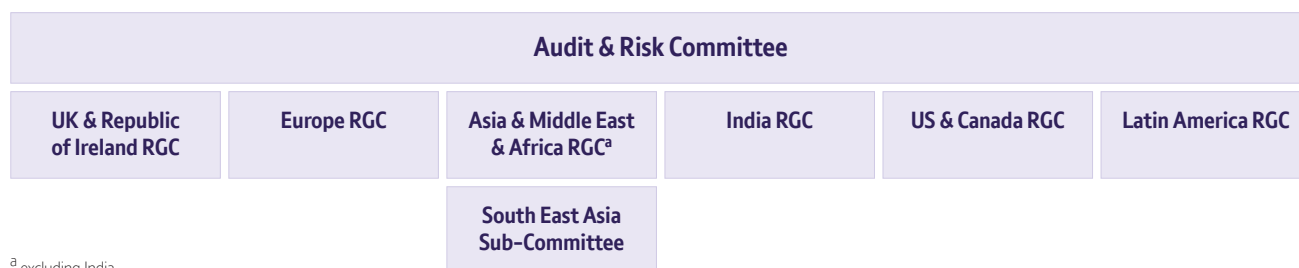 Audit & Risk Committee
UK & Republic
of Ireland RGC
Europe RGC
Asia & Middle East
& Africa RGCª
India RGC
US & Canada RGC
Latin America RGC
South East Asia
Sub-Committee
ª excluding India